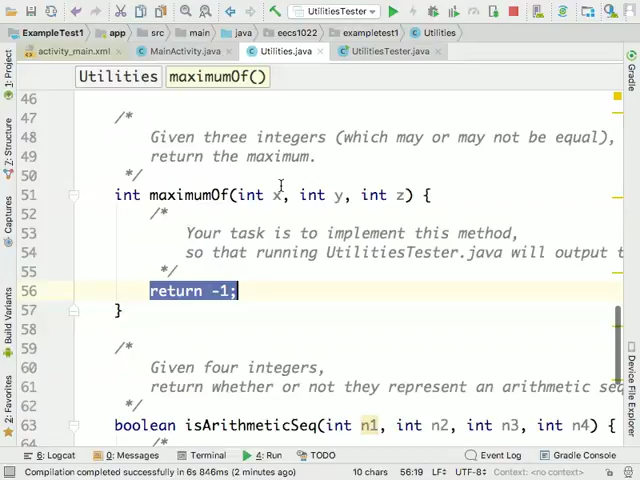 UtilitiesTester
ExampleTest1 app src main java eecs1022 exampletest1 Utilities
activity_main.xml MainActivity.java Utilities.java UtilitiesTester.java
Utilities maximumOf()
46
47 /*
48 Given three integers (which may or may not be equal),
49 return the maximum.
50 */
51 int maximumOf(int x, int y, int z) {
52 /*
53 Your task is to implement this method,
54 so that running UtilitiesTester.java will output t
55 */
56 return -1;
57 }
58
59 /*
60 Given four integers,
61 return whether or not they represent an arithmetic seq
62 */
63 boolean isArithmeticSeq(int n1, int n2, int n3, int n4) {
64 /*
1: Project
7: Structure
Captures
Build Variants
2: Favorites
Gradle
Device File Explorer
6: Logcat 0: Messages Terminal 4: Run TODO Event Log Gradle Console
Compilation completed successfully in 6s 846ms (2 minutes ago) 10 chars 56:19 LF÷ UTF-8÷ Context: <no context>